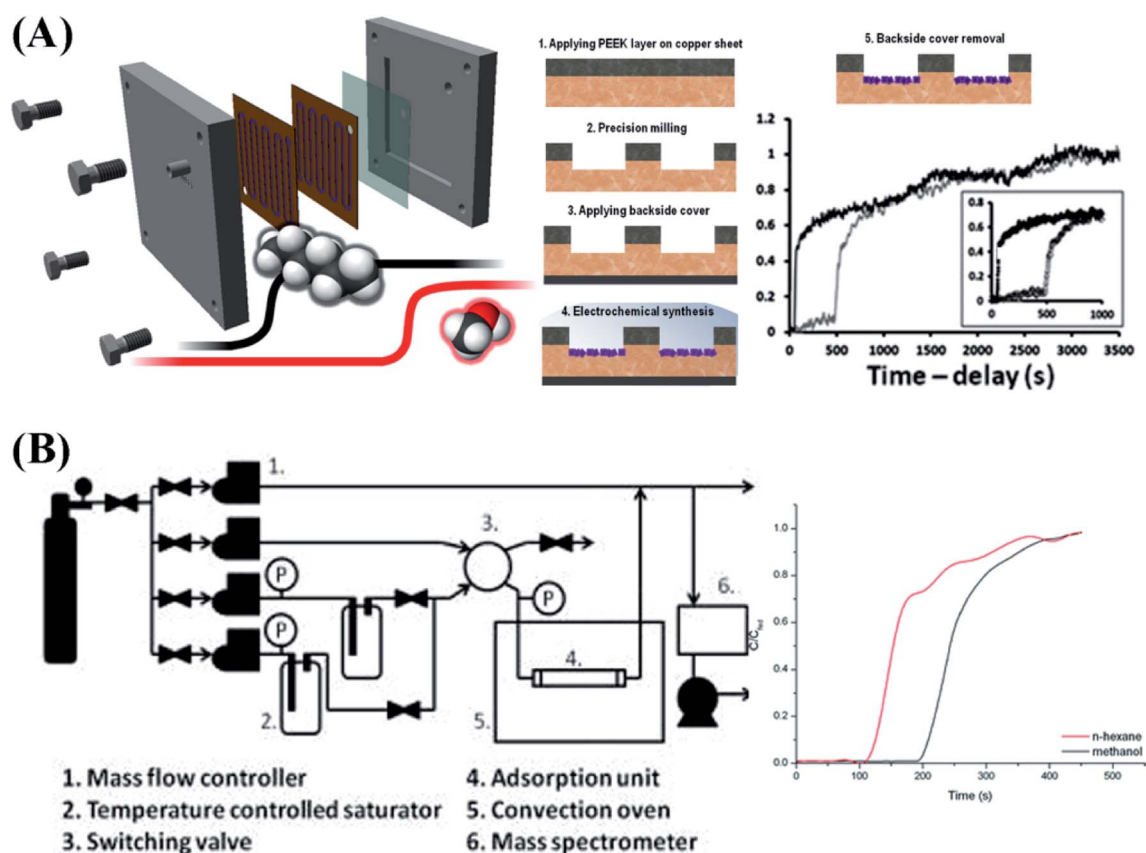 (A)
1. Applying PEEK layer on copper sheet
2. Precision milling
3. Applying backside cover
4. Electrochemical synthesis
5. Backside cover removal
1.2
1
0.8
0.6
0.4
0.2
0
0 500 1000 1500 2000 2500 3000 3500
Time – delay (s)
0.8
0.6
0.4
0.2
0
0 500 1000
(B)
1.
3.
P
P
P
2.
4.
5.
6.
1. Mass flow controller
2. Temperature controlled saturator
3. Switching valve
4. Adsorption unit
5. Convection oven
6. Mass spectrometer
C/C
1.0
0.8
0.6
0.4
0.2
0.0
0 100 200 300 400 500
Time (s)
n-hexane
methanol